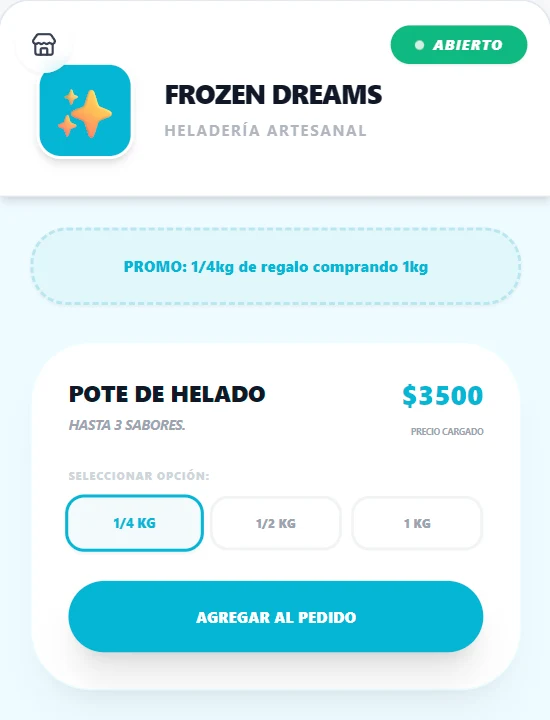 ABIERTO
FROZEN DREAMS
HELADERÍA ARTESANAL
PROMO: 1/4kg de regalo comprando 1kg
POTE DE HELADO
$3500
HASTA 3 SABORES.
PRECIO CARGADO
SELECCIONAR OPCIÓN:
1/4 KG
1/2 KG
1 KG
AGREGAR AL PEDIDO